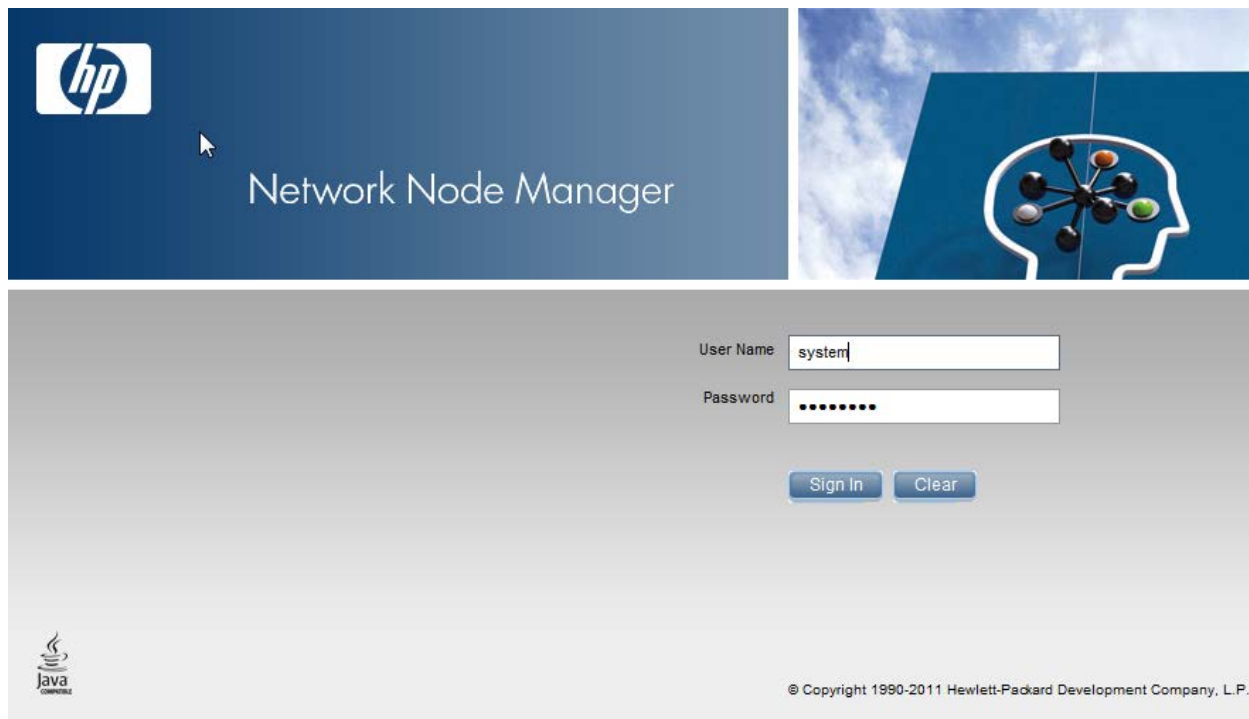 hp
Network Node Manager
User Name
system
Password
Sign In
Clear
Java
COMPATIBLE
© Copyright 1990-2011 Hewlett-Packard Development Company, L.P.